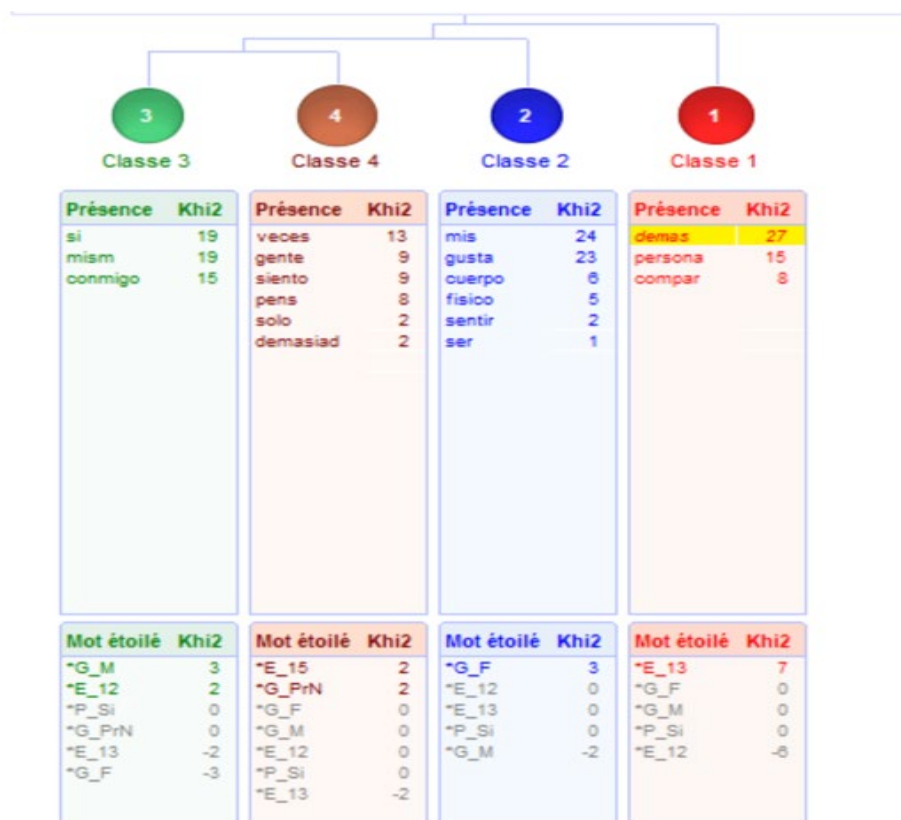 3
4
2
1
Classe 3
Classe 4
Classe 2
Classe 1
Présence Khi2
si 19
mism 19
conmigo 15
Présence Khi2
veces 13
gente 9
siento 9
pens 8
solo 2
demasiad 2
Présence Khi2
mis 24
gusta 23
cuerpo 6
fisico 5
sentir 2
ser 1
Présence Khi2
demas 27
persona 15
compar 8
Mot étoilé Khi2
*G_M 3
*E_12 2
*P_Si 0
*G_PrN 0
*E_13 -2
*G_F -3
Mot étoilé Khi2
*E_15 2
*G_PrN 2
*G_F 0
*G_M 0
*E_12 0
*P_Si 0
*E_13 -2
Mot étoilé Khi2
*G_F 3
*E_12 0
*E_13 0
*P_Si 0
*G_M -2
Mot étoilé Khi2
*E_13 7
*G_F 0
*G_M 0
*P_Si 0
*E_12 -6